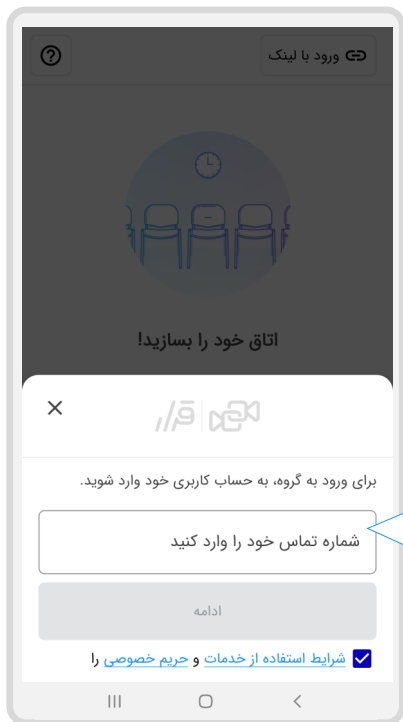 ورود با لینک
اتاق خود را بسازید!
قرار
برای ورود به گروه، به حساب کاربری خود وارد شوید.
شماره تماس خود را وارد کنید
ادامه
شرایط استفاده از خدمات و حریم خصوصی را